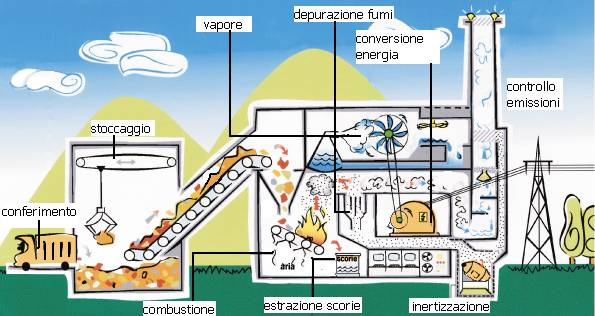 depurazione fumi
vapore
conversione
energia
controllo
emissioni
stoccaggio
conferimento
aria
scorie
combustione
estrazione scorie
inertizzazione